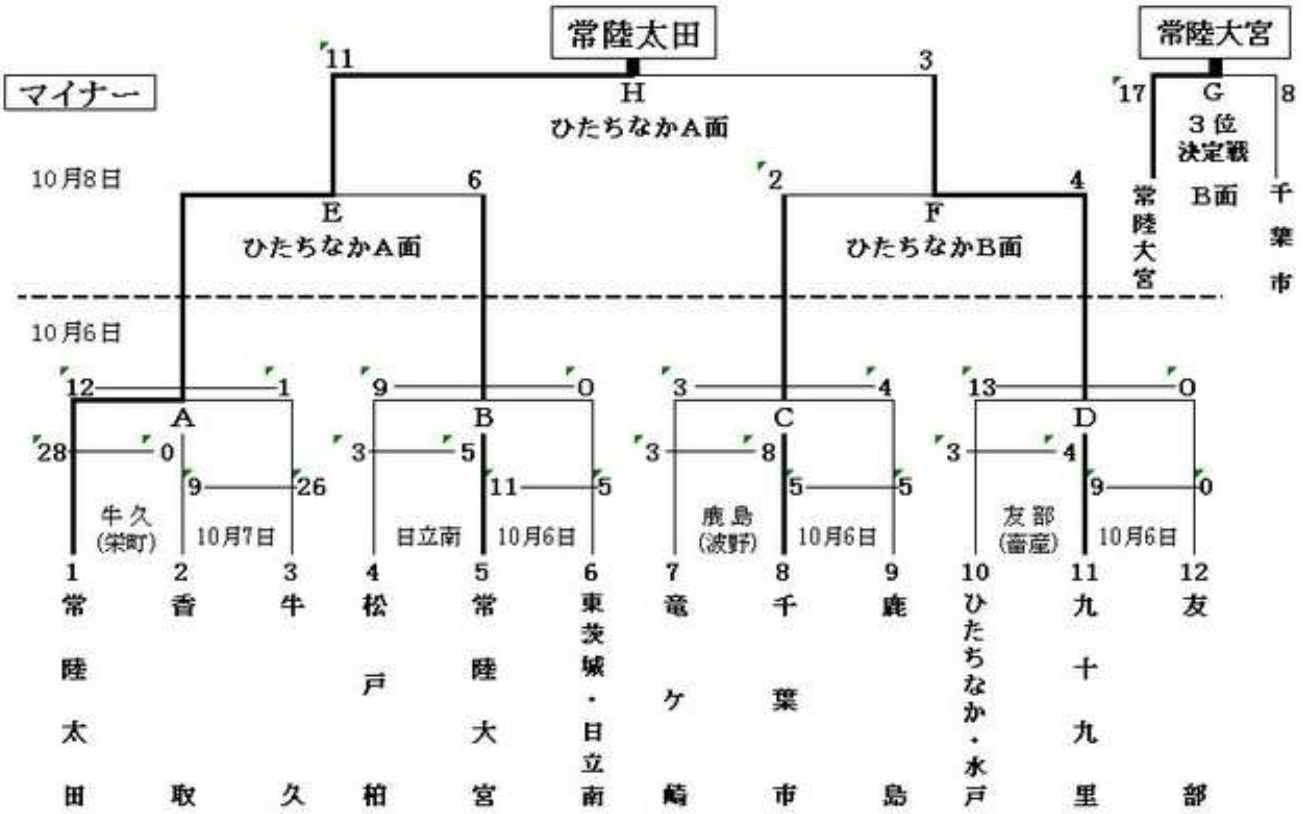 常陸太田
常陸大宮
マイナー
11
3
H
ひたちなかA面
17
8
G
3位
決定戦
B面
常陸大宮
千葉市
10月8日
6
E
ひたちなかA面
2
4
F
ひたちなかB面
10月6日
12
1
A
9
0
B
3
4
C
13
0
D
28
0
3
5
3
8
3
4
9
26
11
5
5
5
9
0
牛久
(栄町)
10月7日
日立南
10月6日
鹿島
(波野)
10月6日
友部
(畜産)
10月6日
1
2
3
4
5
6
7
8
9
10
11
12
常陸太田
香取
牛久
松戸柏
常陸大宮
東茨城・日立南
竜ケ崎
千葉市
鹿島
ひたちなか・水戸
九十九里
友部